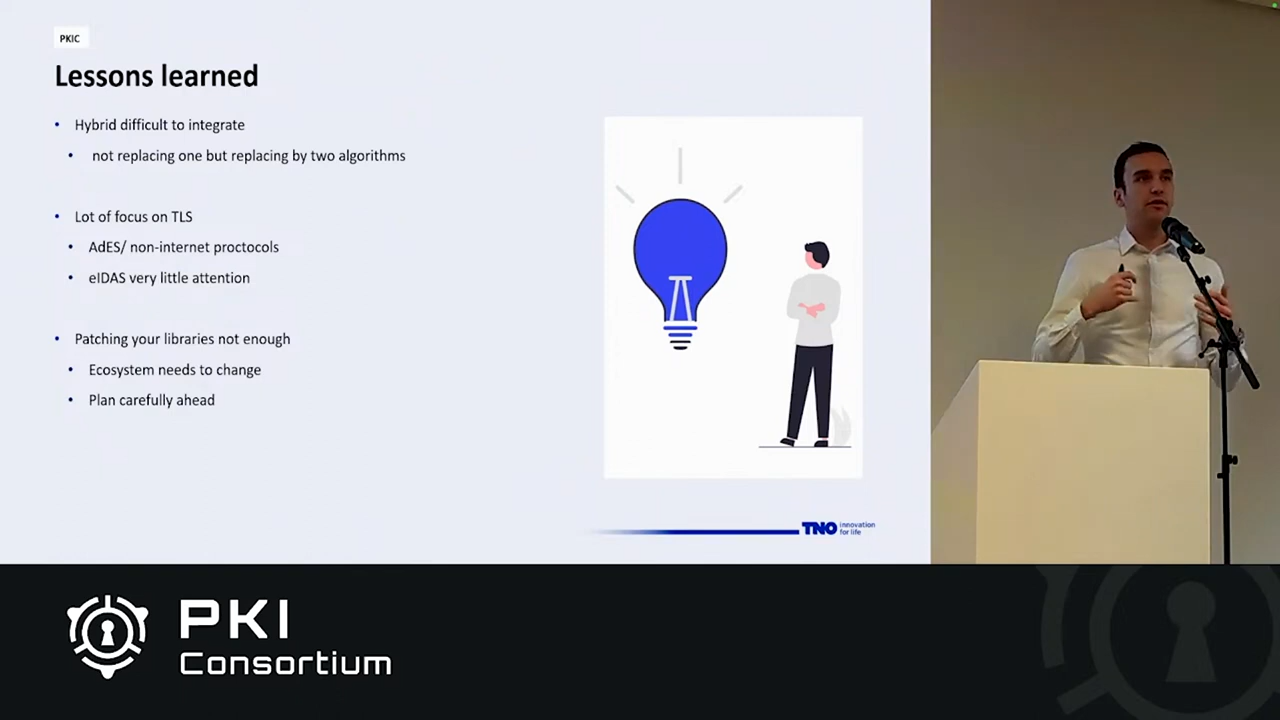 PKIC
Lessons learned
• Hybrid difficult to integrate
• not replacing one but replacing by two algorithms
• Lot of focus on TLS
• AdES/ non-internet proctocols
• eIDAS very little attention
• Patching your libraries not enough
• Ecosystem needs to change
• Plan carefully ahead
TNO innovation
for life
PKI
Consortium